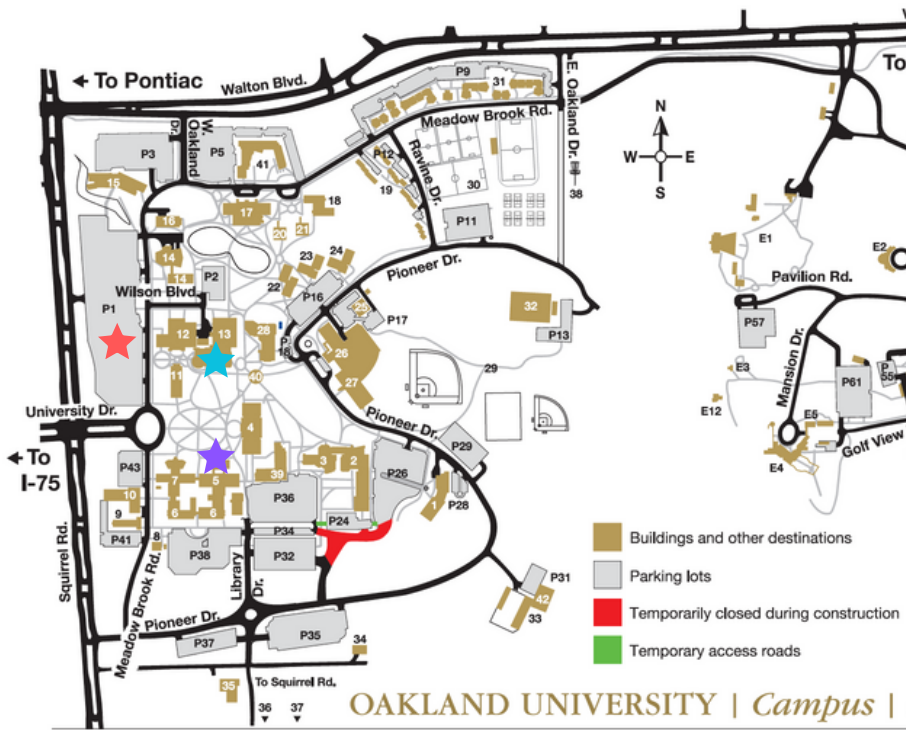 W
To
← To Pontiac
Walton Blvd.
P9
31
E. Oakland Dr.
Meadow Brook Rd.
W. Oakland Dr.
P3
P5
41
P12
19
Ravine Dr.
30
38
N
W E
S
15
16
17
18
20
21
P11
E1
E2
14
14
P2
22
23
24
Pioneer Dr.
Pavilion Rd.
Wilson Blvd.
P16
25
P17
32
P13
P57
P1
12
13
28
P
18
26
27
29
E3
Mansion Dr.
P61
P
55
11
40
E12
University Dr.
4
Pioneer Dr.
E5
E4
Golf View
← To
I-75
P43
7
5
39
3
2
P26
P29
P28
1
10
9
P41
6
6
8
P36
P34
P24
P38
P32
Squirrel Rd.
Meadow Brook Rd.
Library
Dr.
P31
42
33
Pioneer Dr.
P37
P35
34
To Squirrel Rd.
35
36
37
Buildings and other destinations
Parking lots
Temporarily closed during construction
Temporary access roads
OAKLAND UNIVERSITY | Campus |